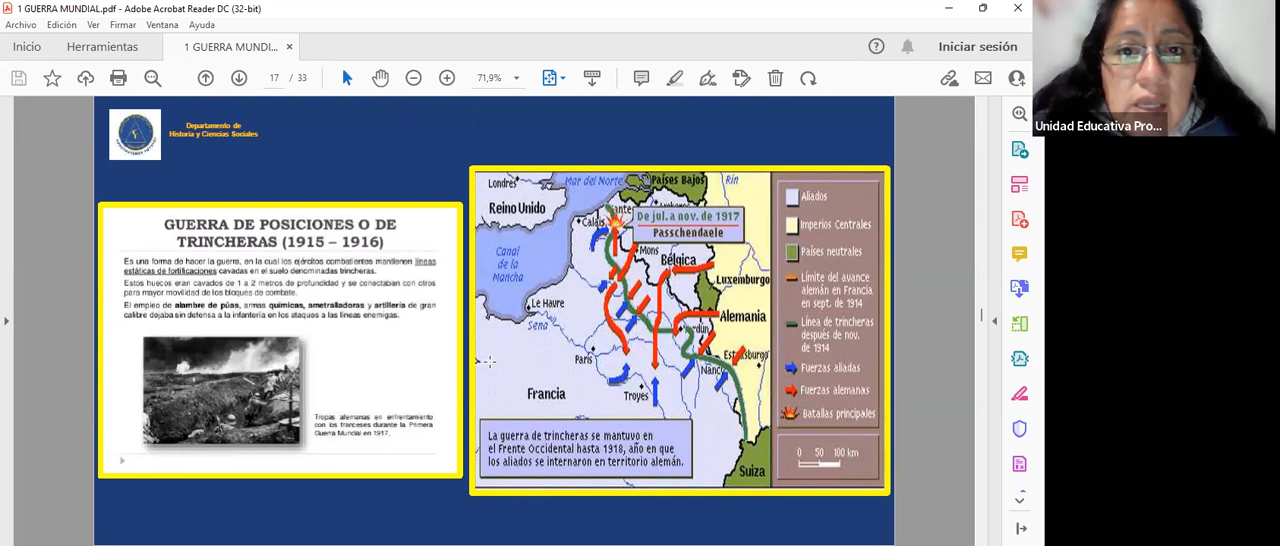 1 GUERRA MUNDIAL.pdf - Adobe Acrobat Reader DC (32-bit)
Archivo Edición Ver Firmar Ventana Ayuda
Inicio Herramientas 1 GUERRA MUNDI... × Iniciar sesión
17 / 33 71,9%
Unidad Educativa Pro...
Departamento de
Historia y Ciencias Sociales
GUERRA DE POSICIONES O DE
TRINCHERAS (1915 – 1916)
Es una forma de hacer la guerra, en la cual los ejércitos combatientes mantienen líneas
estáticas de fortificaciones cavadas en el suelo denominadas trincheras.
Estos huecos eran cavados de 1 a 2 metros de profundidad y se conectaban con otros
para mayor movilidad de los bloques de combate.
El empleo de alambre de púas, armas químicas, ametralladoras y artillería de gran
calibre dejaba sin defensa a la infantería en los ataques a las líneas enemigas.
Tropas alemanas en enfrentamiento
con los franceses durante la Primera
Guerra Mundial en 1917.
Londres
Mar del Norte
Países Bajos
Rin
Reino Unido
Calais
De jul. a nov. de 1917
Passchendaele
Mons
Bélgica
Canal
de la
Mancha
Luxemburgo
Le Havre
Sena
Alemania
París
Estrasburgo
Nancy
Troyes
Francia
La guerra de trincheras se mantuvo en
el Frente Occidental hasta 1918, año en que
los aliados se internaron en territorio alemán.
Suiza
Aliados
Imperios Centrales
Países neutrales
Límite del avance
alemán en Francia
en sept. de 1914
Línea de trincheras
después de nov.
de 1914
Fuerzas aliadas
Fuerzas alemanas
Batallas principales
0 50 100 km